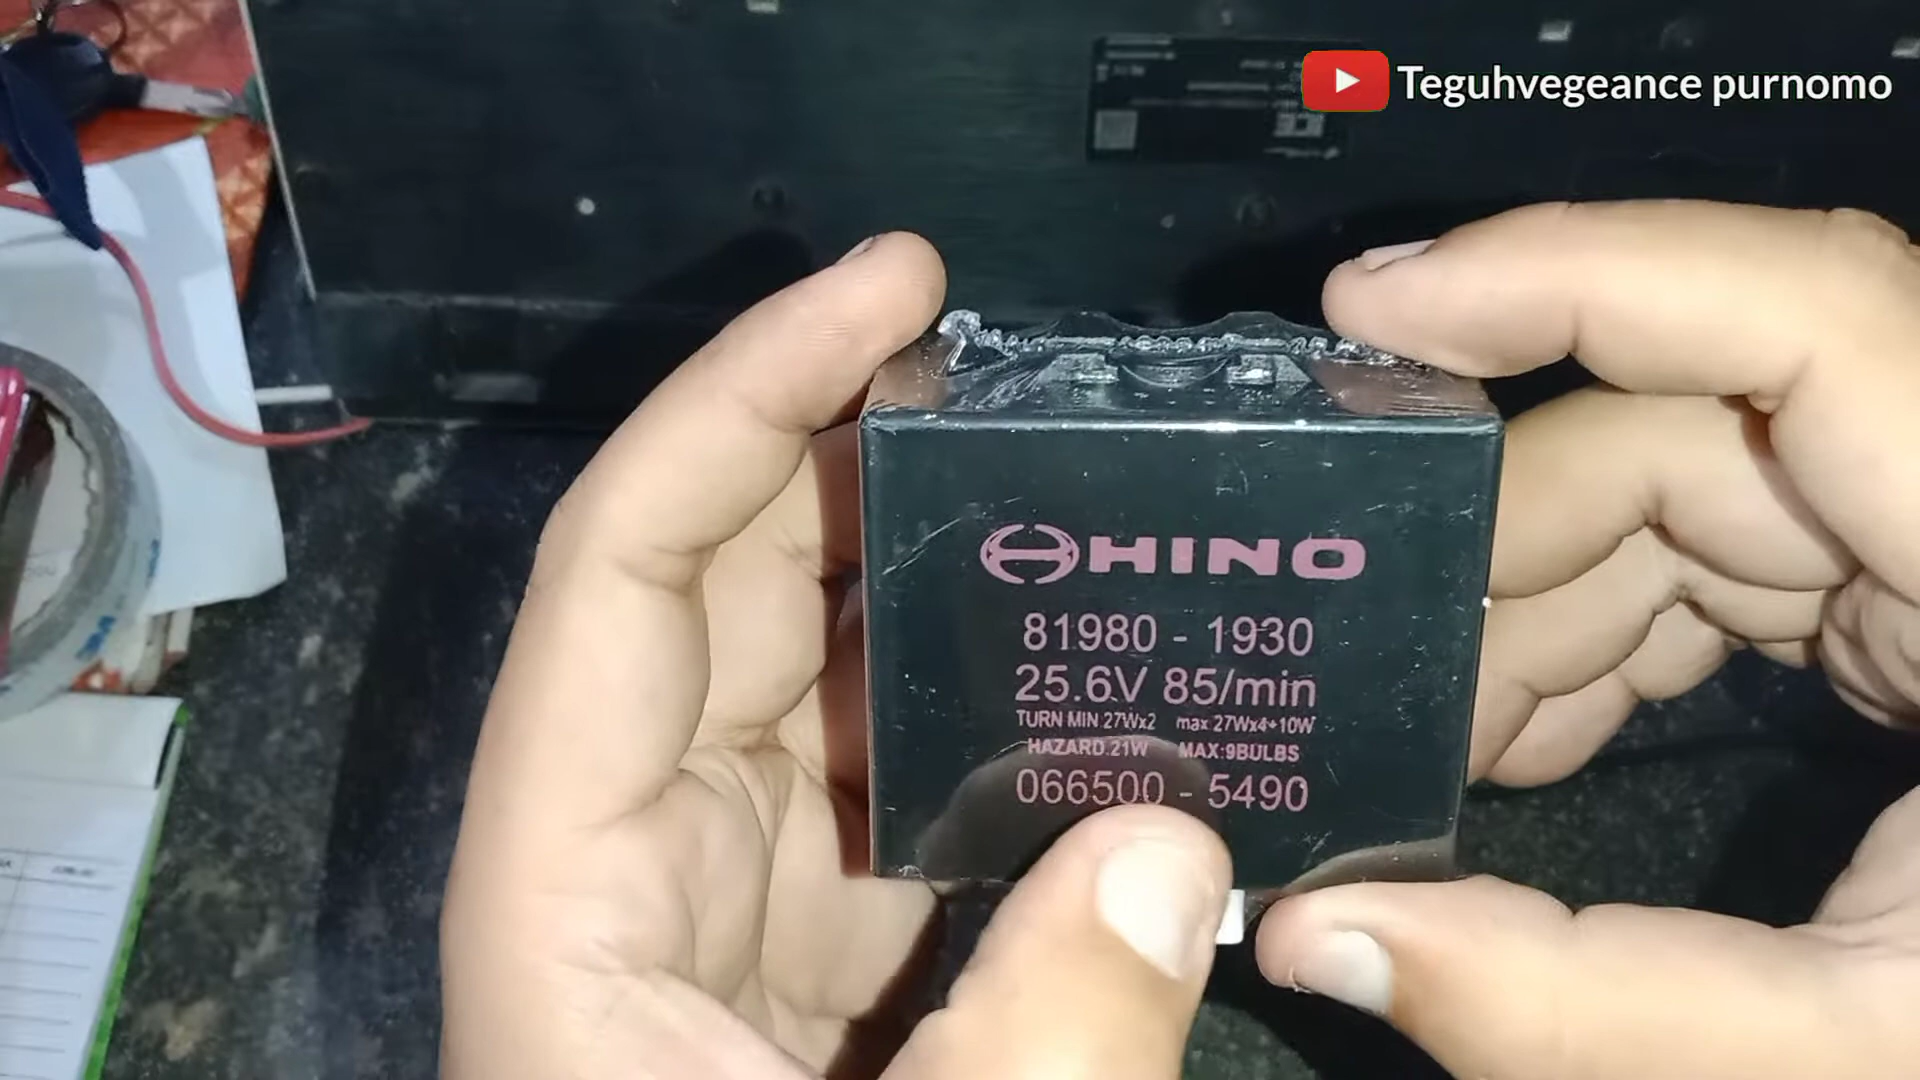 Teguhvegeance purnomo
HINO
81980 - 1930
25.6V 85/min
TURN MIN 27Wx2 max 27Wx4+10W
HAZARD.21W MAX:9BULBS
066500 - 5490